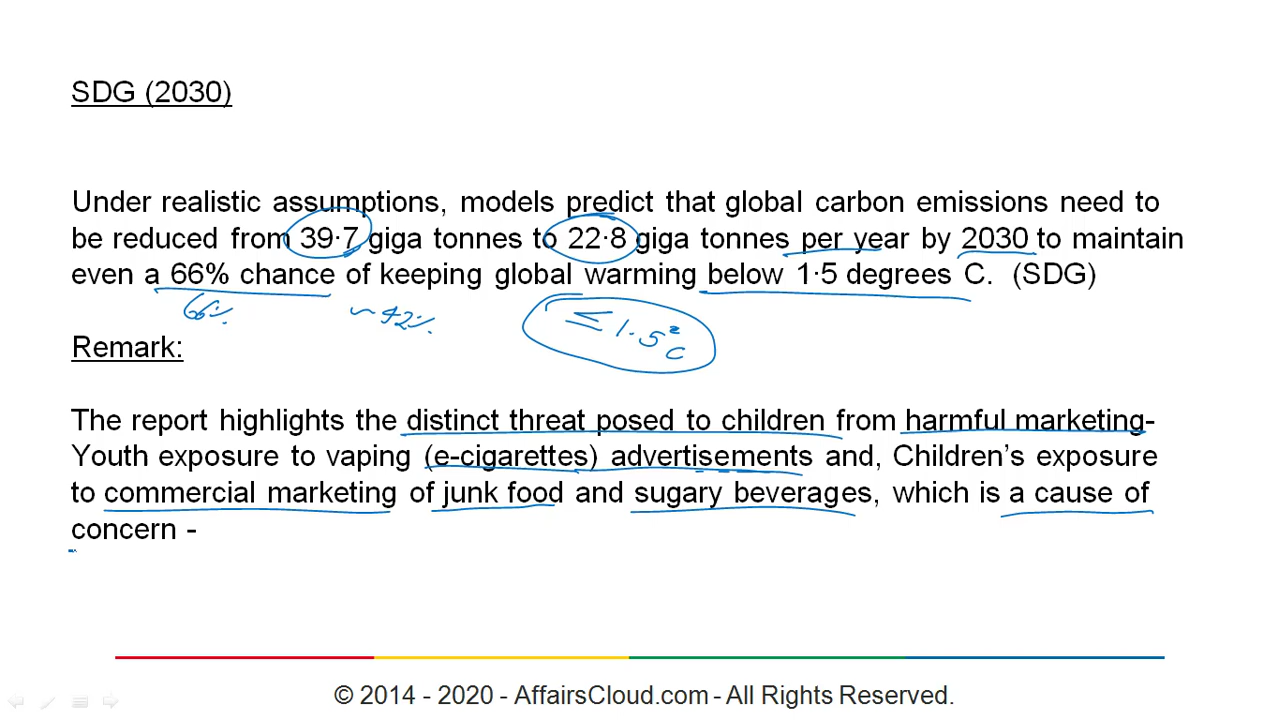 SDG (2030)
Under realistic assumptions, models predict that global carbon emissions need to
be reduced from 39·7 giga tonnes to 22·8 giga tonnes per year by 2030 to maintain
even a 66% chance of keeping global warming below 1·5 degrees C. (SDG)
66% ~42% ≤1.5°C
Remark:
The report highlights the distinct threat posed to children from harmful marketing-
Youth exposure to vaping (e-cigarettes) advertisements and, Children's exposure
to commercial marketing of junk food and sugary beverages, which is a cause of
concern -
© 2014 - 2020 - AffairsCloud.com - All Rights Reserved.